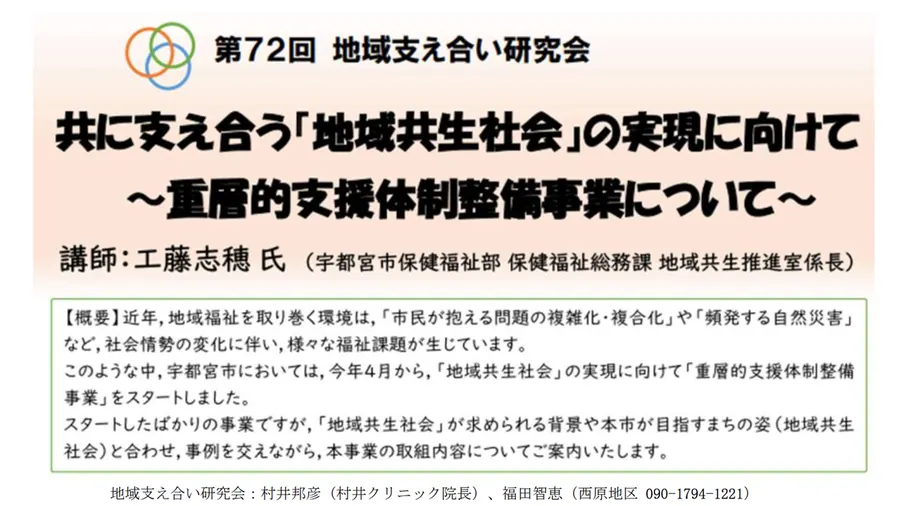 第72回 地域支え合い研究会
共に支え合う「地域共生社会」の実現に向けて
～重層的支援体制整備事業について～
講師：工藤志穂 氏 （宇都宮市保健福祉部 保健福祉総務課 地域共生推進室係長）
【概要】近年，地域福祉を取り巻く環境は，「市民が抱える問題の複雑化・複合化」や「頻発する自然災害」
など，社会情勢の変化に伴い，様々な福祉課題が生じています。
このような中，宇都宮市においては，今年４月から，「地域共生社会」の実現に向けて「重層的支援体制整備
事業」をスタートしました。
スタートしたばかりの事業ですが，「地域共生社会」が求められる背景や本市が目指すまちの姿（地域共生
社会）と合わせ，事例を交えながら，本事業の取組内容についてご案内いたします。
地域支え合い研究会：村井邦彦（村井クリニック院長）、福田智恵（西原地区 090-1794-1221）